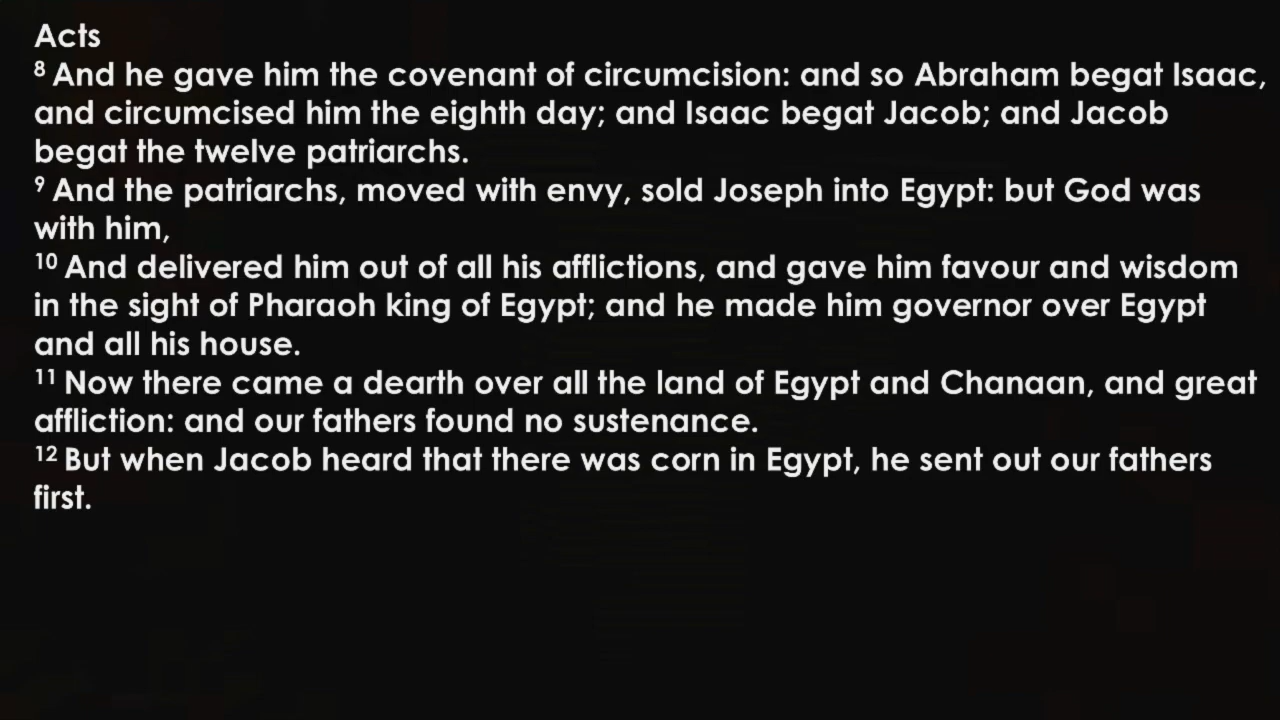 Acts
8 And he gave him the covenant of circumcision: and so Abraham begat Isaac,
and circumcised him the eighth day; and Isaac begat Jacob; and Jacob
begat the twelve patriarchs.
9 And the patriarchs, moved with envy, sold Joseph into Egypt: but God was
with him,
10 And delivered him out of all his afflictions, and gave him favour and wisdom
in the sight of Pharaoh king of Egypt; and he made him governor over Egypt
and all his house.
11 Now there came a dearth over all the land of Egypt and Chanaan, and great
affliction: and our fathers found no sustenance.
12 But when Jacob heard that there was corn in Egypt, he sent out our fathers
first.